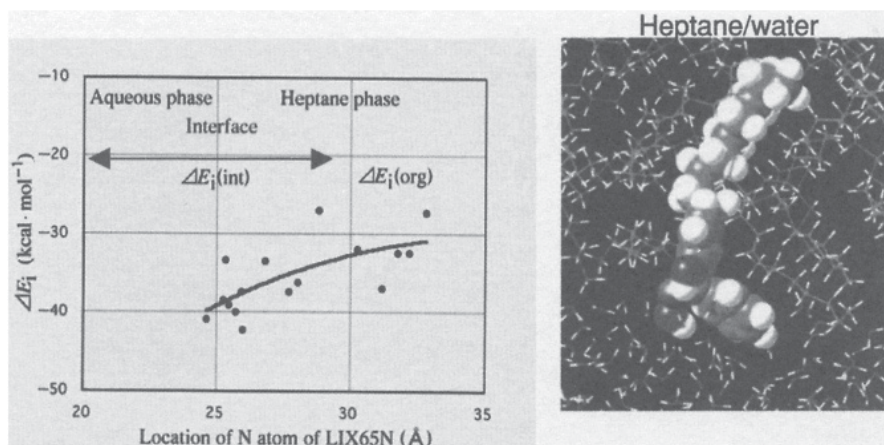 Heptane/water
−10
Aqueous phase Heptane phase
Interface
−20
ΔEi(int) ΔEi(org)
−30
−40
−50
ΔEi (kcal·mol−1)
20 25 30 35
Location of N atom of LIX65N (Å)